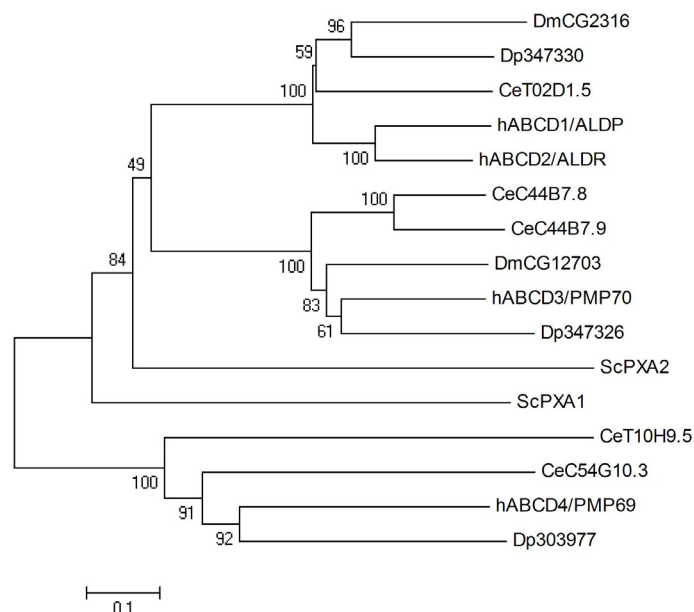 96
DmCG2316
59
Dp347330
100
CeT02D1.5
hABCD1/ALDP
100
hABCD2/ALDR
49
100
CeC44B7.8
CeC44B7.9
84
100
DmCG12703
83
hABCD3/PMP70
61
Dp347326
ScPXA2
ScPXA1
CeT10H9.5
100
CeC54G10.3
91
hABCD4/PMP69
92
Dp303977
0.1